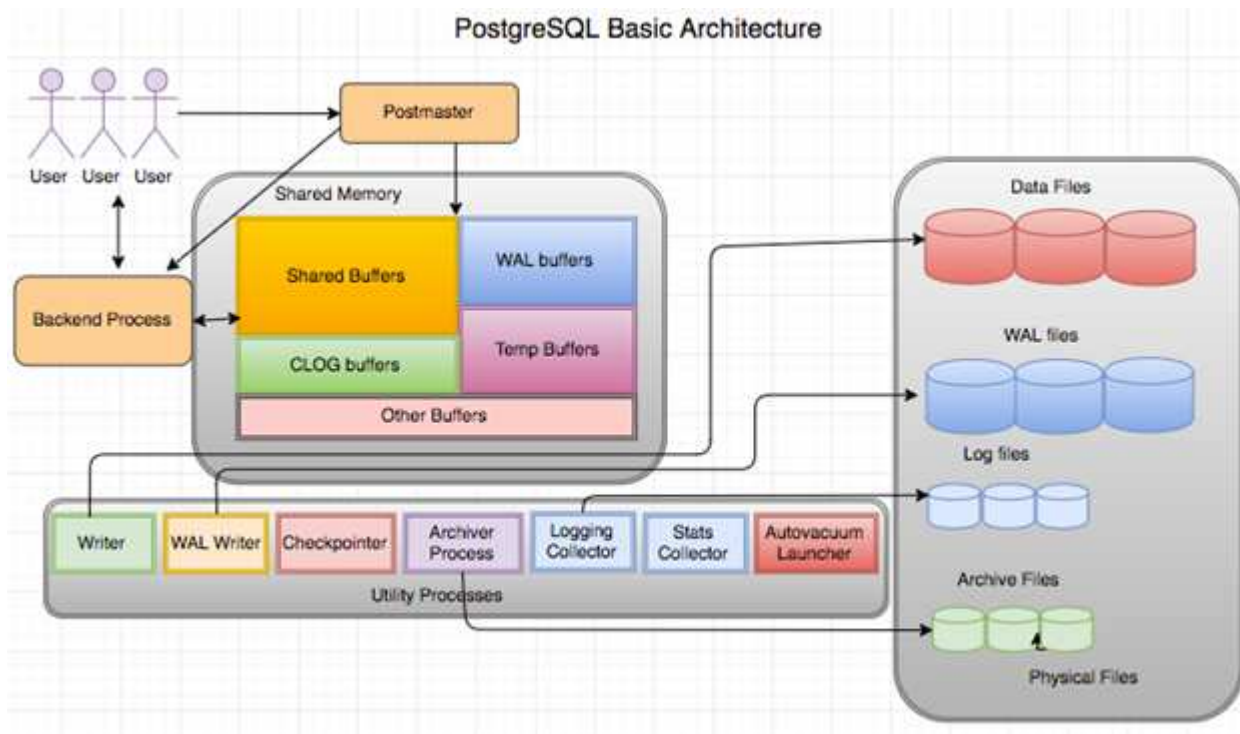 PostgreSQL Basic Architecture
Postmaster
User User User
Shared Memory
Data Files
Shared Buffers
WAL buffers
Backend Process
WAL files
Temp Buffers
CLOG buffers
Other Buffers
Log files
Writer
WAL Writer
Checkpointer
Archiver
Process
Logging
Collector
Stats
Collector
Autovacuum
Launcher
Utility Processes
Archive Files
Physical Files